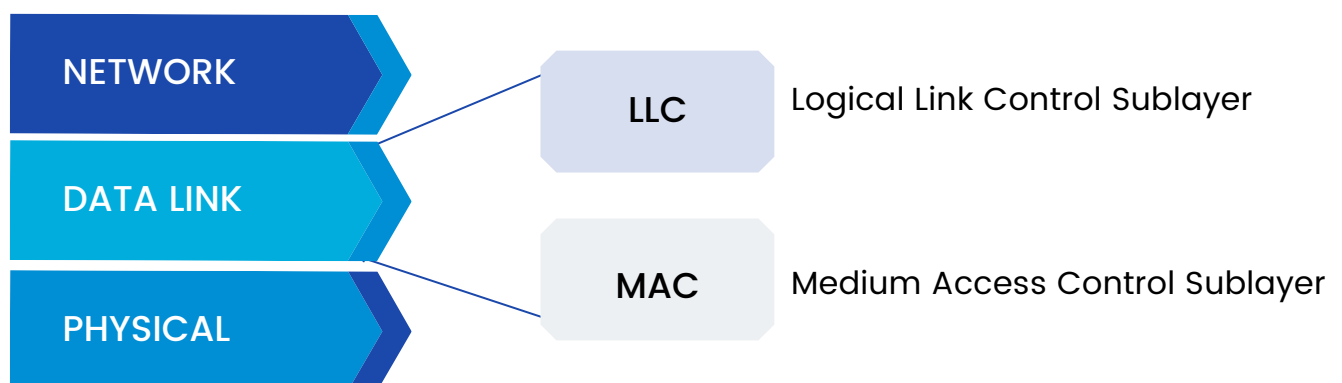 NETWORK
DATA LINK
PHYSICAL
LLC
Logical Link Control Sublayer
MAC
Medium Access Control Sublayer